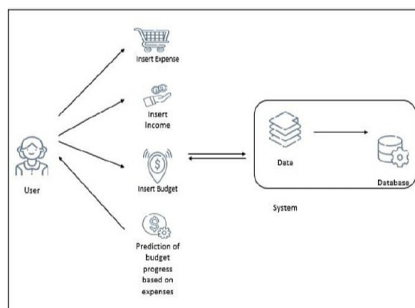 Insert Expense
Insert
Income
User
Insert Budget
Prediction of
budget
progress
based on
expenses
Data
Database
System